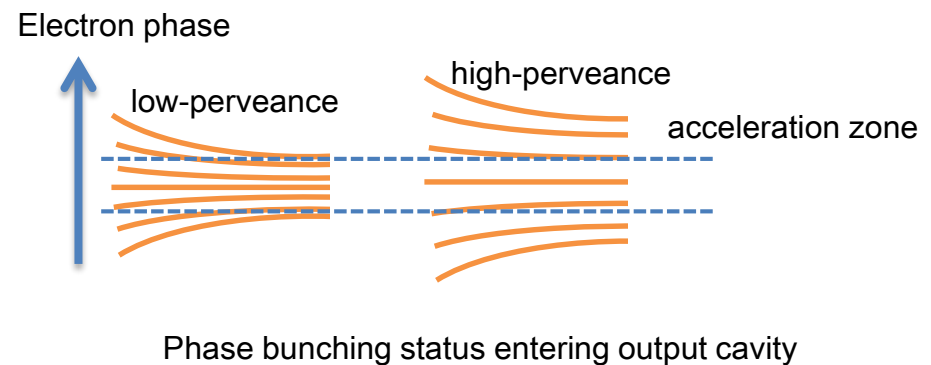 Electron phase
low-perveance
high-perveance
acceleration zone
Phase bunching status entering output cavity